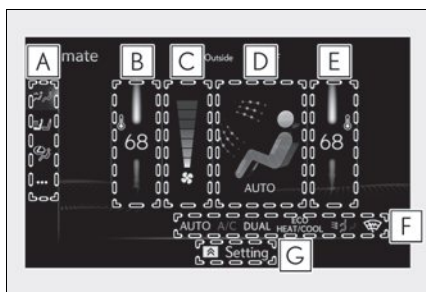 A mate B C Outside D E
68 68
AUTO
AUTO A/C DUAL ECO HEAT/COOL F
Setting G